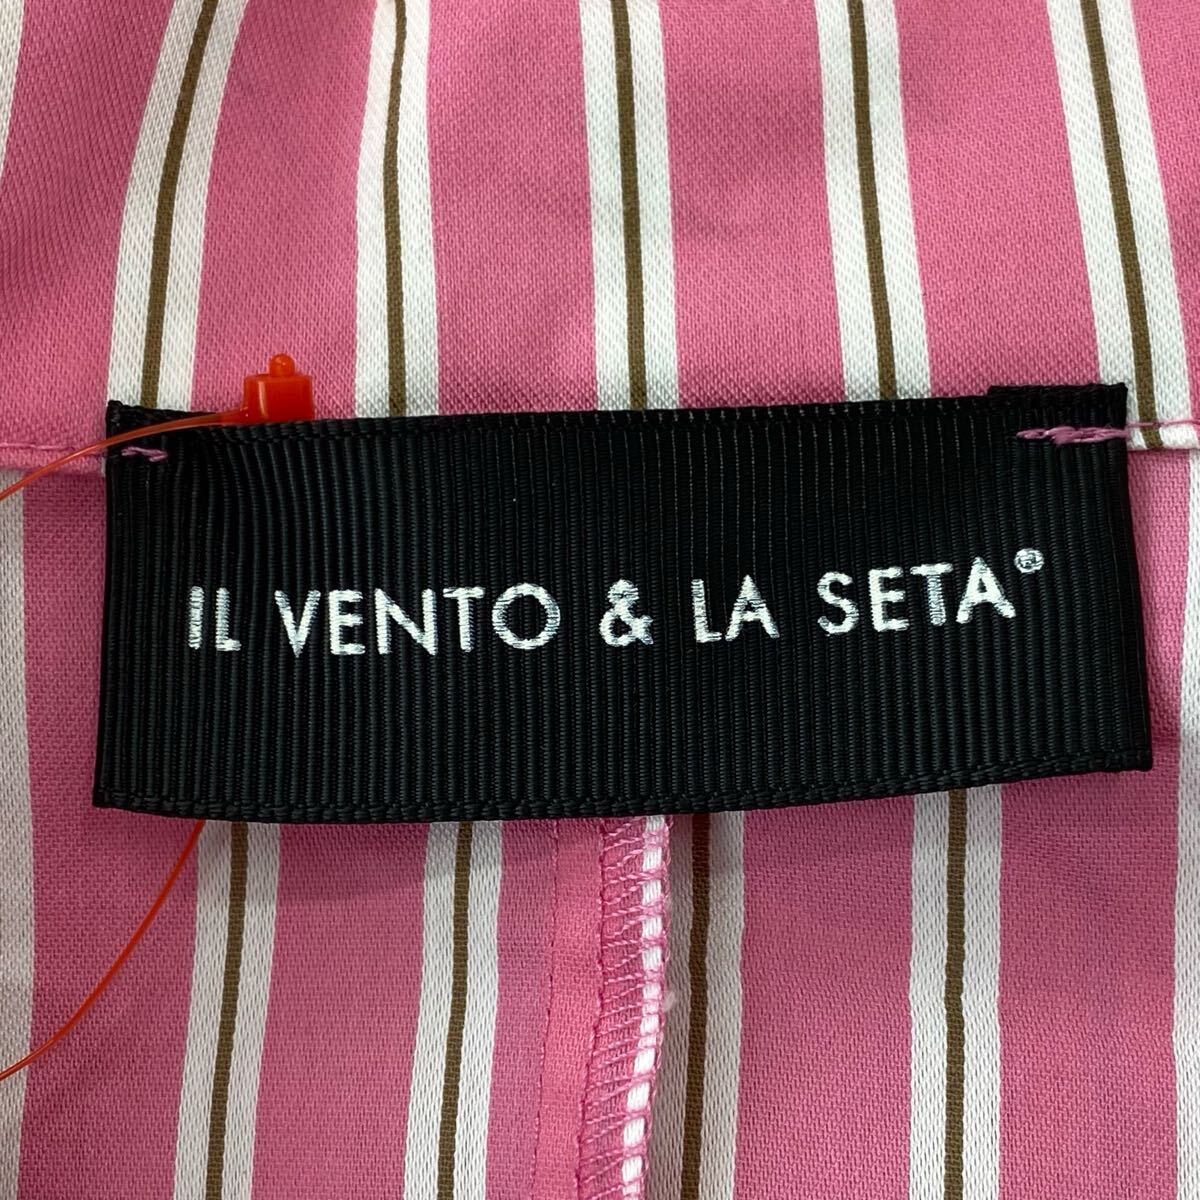 IL VENTO & LA SETA®